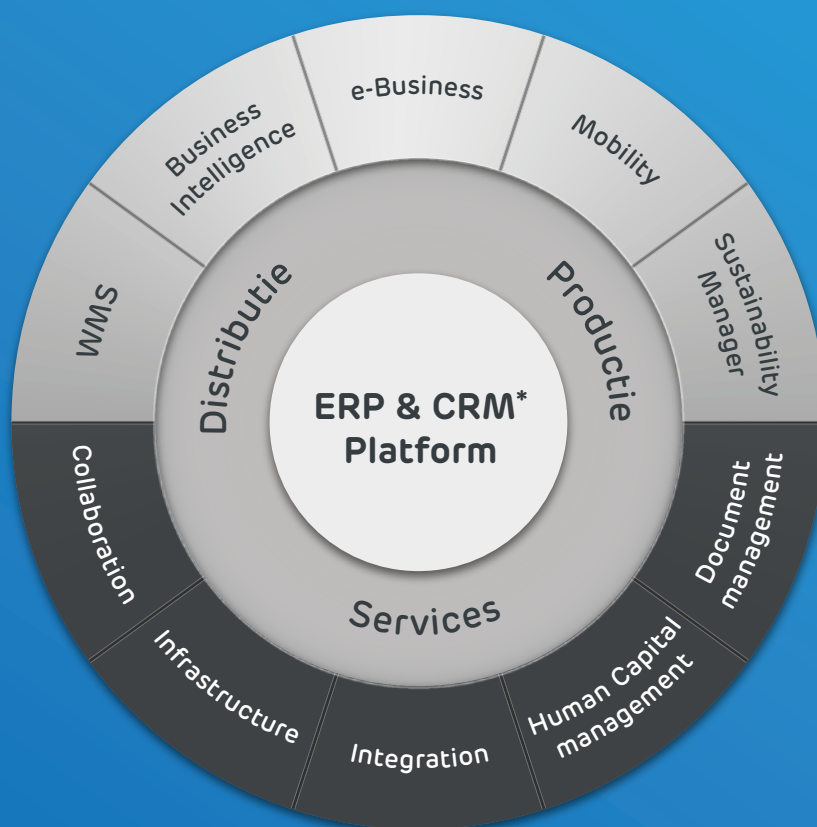 e-Business
Mobility
Sustainability
Manager
Document
management
Human Capital
management
Integration
Infrastructure
Collaboration
WMS
Business
Intelligence
Distributie
Productie
Services
ERP & CRM*
Platform